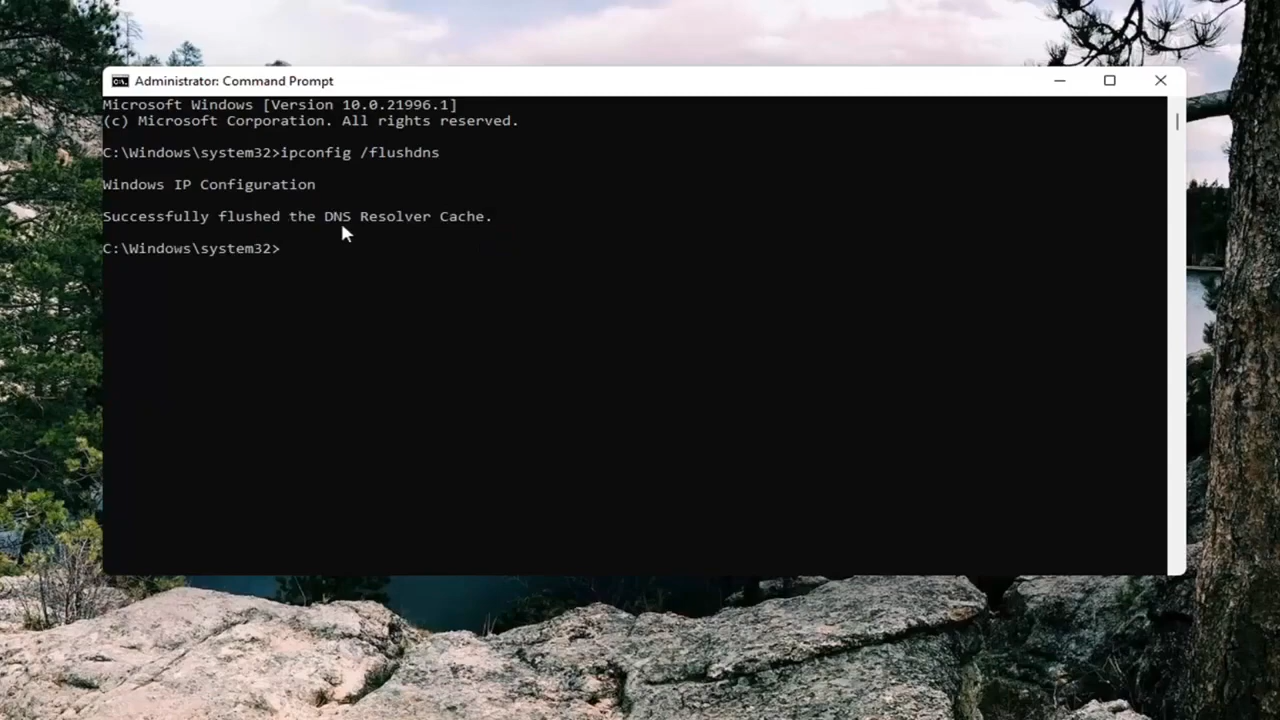 Administrator: Command Prompt
Microsoft Windows [Version 10.0.21996.1]
(c) Microsoft Corporation. All rights reserved.
C:\Windows\system32>ipconfig /flushdns
Windows IP Configuration
Successfully flushed the DNS Resolver Cache.
C:\Windows\system32>